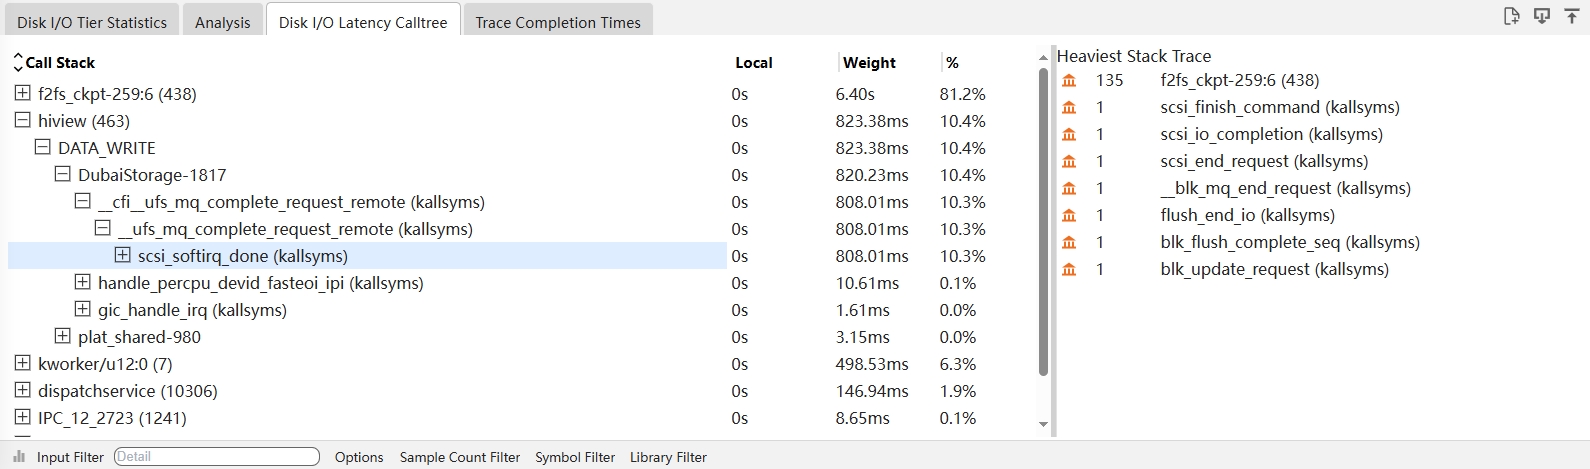 Disk I/O Tier Statistics Analysis Disk I/O Latency Calltree Trace Completion Times
Call Stack Local Weight %
f2fs_ckpt-259:6 (438) 0s 6.40s 81.2%
hiview (463) 0s 823.38ms 10.4%
DATA_WRITE 0s 823.38ms 10.4%
DubaiStorage-1817 0s 820.23ms 10.4%
__cfi__ufs_mq_complete_request_remote (kallsyms) 0s 808.01ms 10.3%
__ufs_mq_complete_request_remote (kallsyms) 0s 808.01ms 10.3%
scsi_softirq_done (kallsyms) 0s 808.01ms 10.3%
handle_percpu_devid_fasteoi_ipi (kallsyms) 0s 10.61ms 0.1%
gic_handle_irq (kallsyms) 0s 1.61ms 0.0%
plat_shared-980 0s 3.15ms 0.0%
kworker/u12:0 (7) 0s 498.53ms 6.3%
dispatchservice (10306) 0s 146.94ms 1.9%
IPC_12_2723 (1241) 0s 8.65ms 0.1%
Heaviest Stack Trace
135 f2fs_ckpt-259:6 (438)
1 scsi_finish_command (kallsyms)
1 scsi_io_completion (kallsyms)
1 scsi_end_request (kallsyms)
1 __blk_mq_end_request (kallsyms)
1 flush_end_io (kallsyms)
1 blk_flush_complete_seq (kallsyms)
1 blk_update_request (kallsyms)
Input Filter Detail Options Sample Count Filter Symbol Filter Library Filter